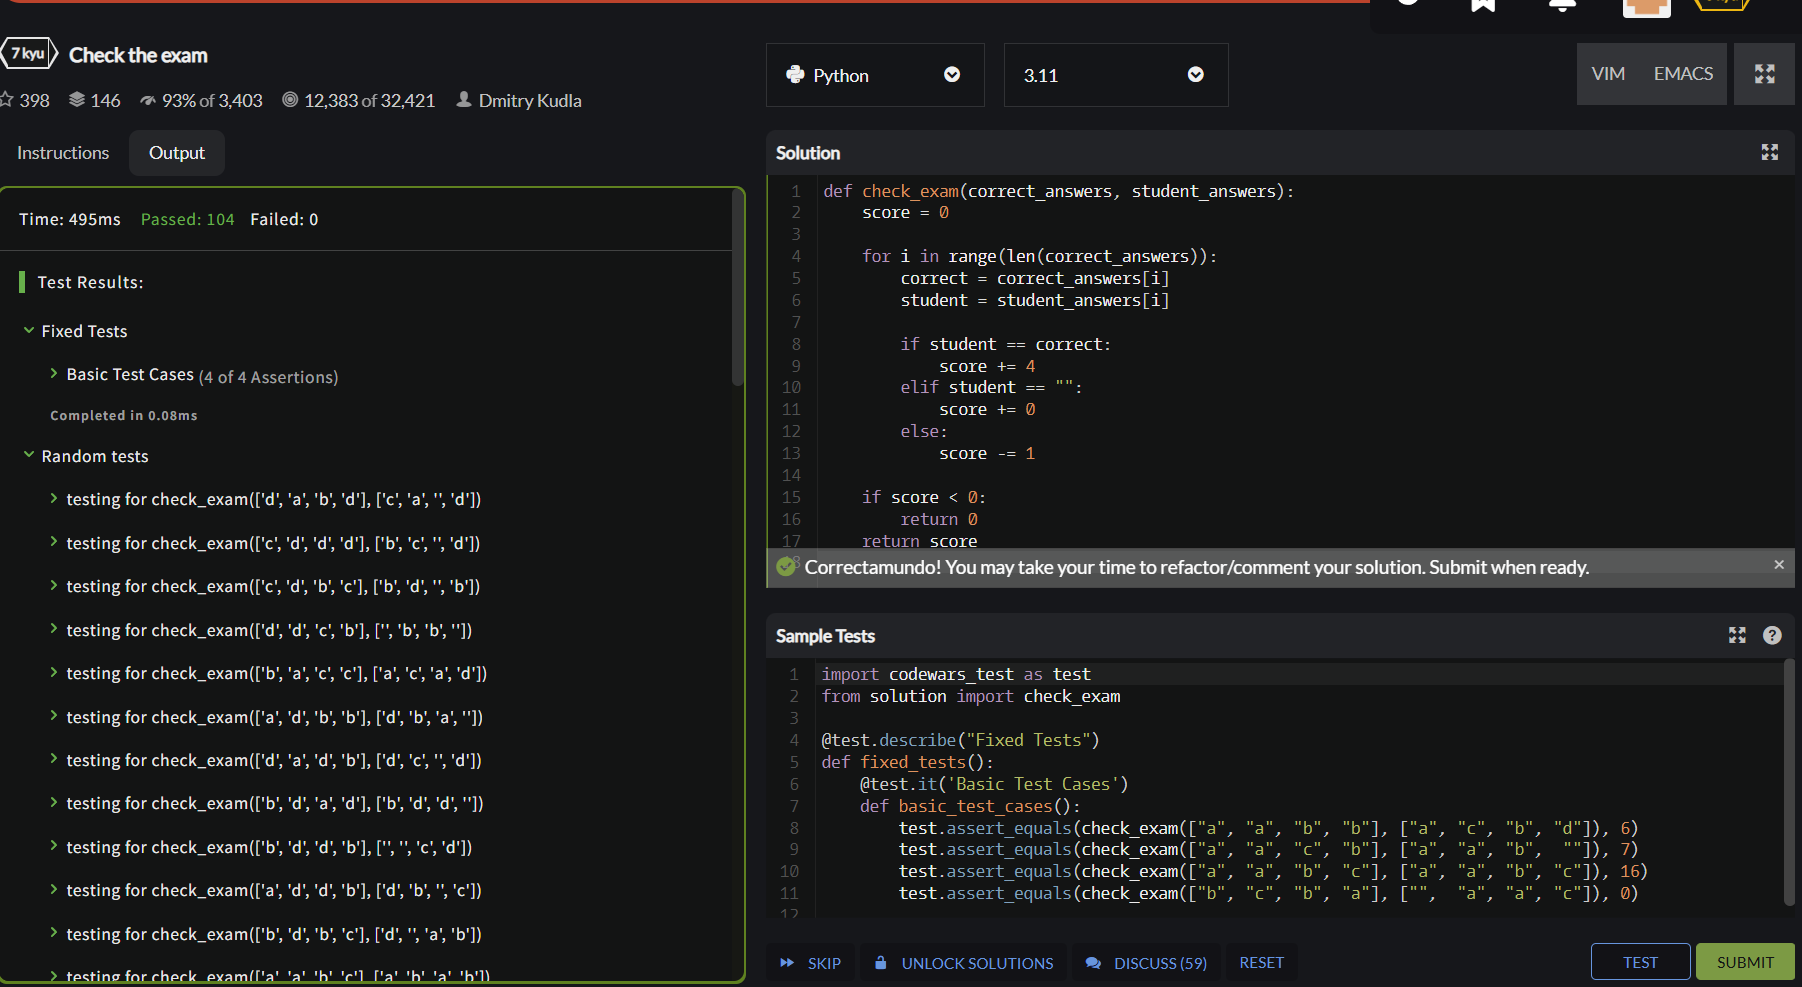 7 kyu Check the exam
398 146 93% of 3,403 12,383 of 32,421 Dmitry Kudla
Instructions Output
Time: 495ms Passed: 104 Failed: 0
Test Results:
Fixed Tests
Basic Test Cases (4 of 4 Assertions)
Completed in 0.08ms
Random tests
testing for check_exam(['d', 'a', 'b', 'd'], ['c', 'a', '', 'd'])
testing for check_exam(['c', 'd', 'd', 'd'], ['b', 'c', '', 'd'])
testing for check_exam(['c', 'd', 'b', 'c'], ['b', 'd', '', 'b'])
testing for check_exam(['d', 'd', 'c', 'b'], ['', 'b', 'b', ''])
testing for check_exam(['b', 'a', 'c', 'c'], ['a', 'c', 'a', 'd'])
testing for check_exam(['a', 'd', 'b', 'b'], ['d', 'b', 'a', ''])
testing for check_exam(['d', 'a', 'd', 'b'], ['d', 'c', '', 'd'])
testing for check_exam(['b', 'd', 'a', 'd'], ['b', 'd', 'd', ''])
testing for check_exam(['b', 'd', 'd', 'b'], ['', '', 'c', 'd'])
testing for check_exam(['a', 'd', 'd', 'b'], ['d', 'b', '', 'c'])
testing for check_exam(['b', 'd', 'b', 'c'], ['d', '', 'a', 'b'])
testing for check_exam(['a', 'a', 'b', 'c'], ['a', 'b', 'a', 'b'])
Python 3.11 VIM EMACS
Solution
1 def check_exam(correct_answers, student_answers):
2     score = 0
3
4     for i in range(len(correct_answers)):
5         correct = correct_answers[i]
6         student = student_answers[i]
7
8         if student == correct:
9             score += 4
10         elif student == "":
11             score += 0
12         else:
13             score -= 1
14
15     if score < 0:
16         return 0
17     return score
Correctamundo! You may take your time to refactor/comment your solution. Submit when ready. ×
Sample Tests ?
1 import codewars_test as test
2 from solution import check_exam
3
4 @test.describe("Fixed Tests")
5 def fixed_tests():
6     @test.it('Basic Test Cases')
7     def basic_test_cases():
8         test.assert_equals(check_exam(["a", "a", "b", "b"], ["a", "c", "b", "d"]), 6)
9         test.assert_equals(check_exam(["a", "a", "c", "b"], ["a", "a", "b",  ""]), 7)
10         test.assert_equals(check_exam(["a", "a", "b", "c"], ["a", "a", "b", "c"]), 16)
11         test.assert_equals(check_exam(["b", "c", "b", "a"], ["",  "a", "a", "c"]), 0)
12
SKIP UNLOCK SOLUTIONS DISCUSS (59) RESET TEST SUBMIT